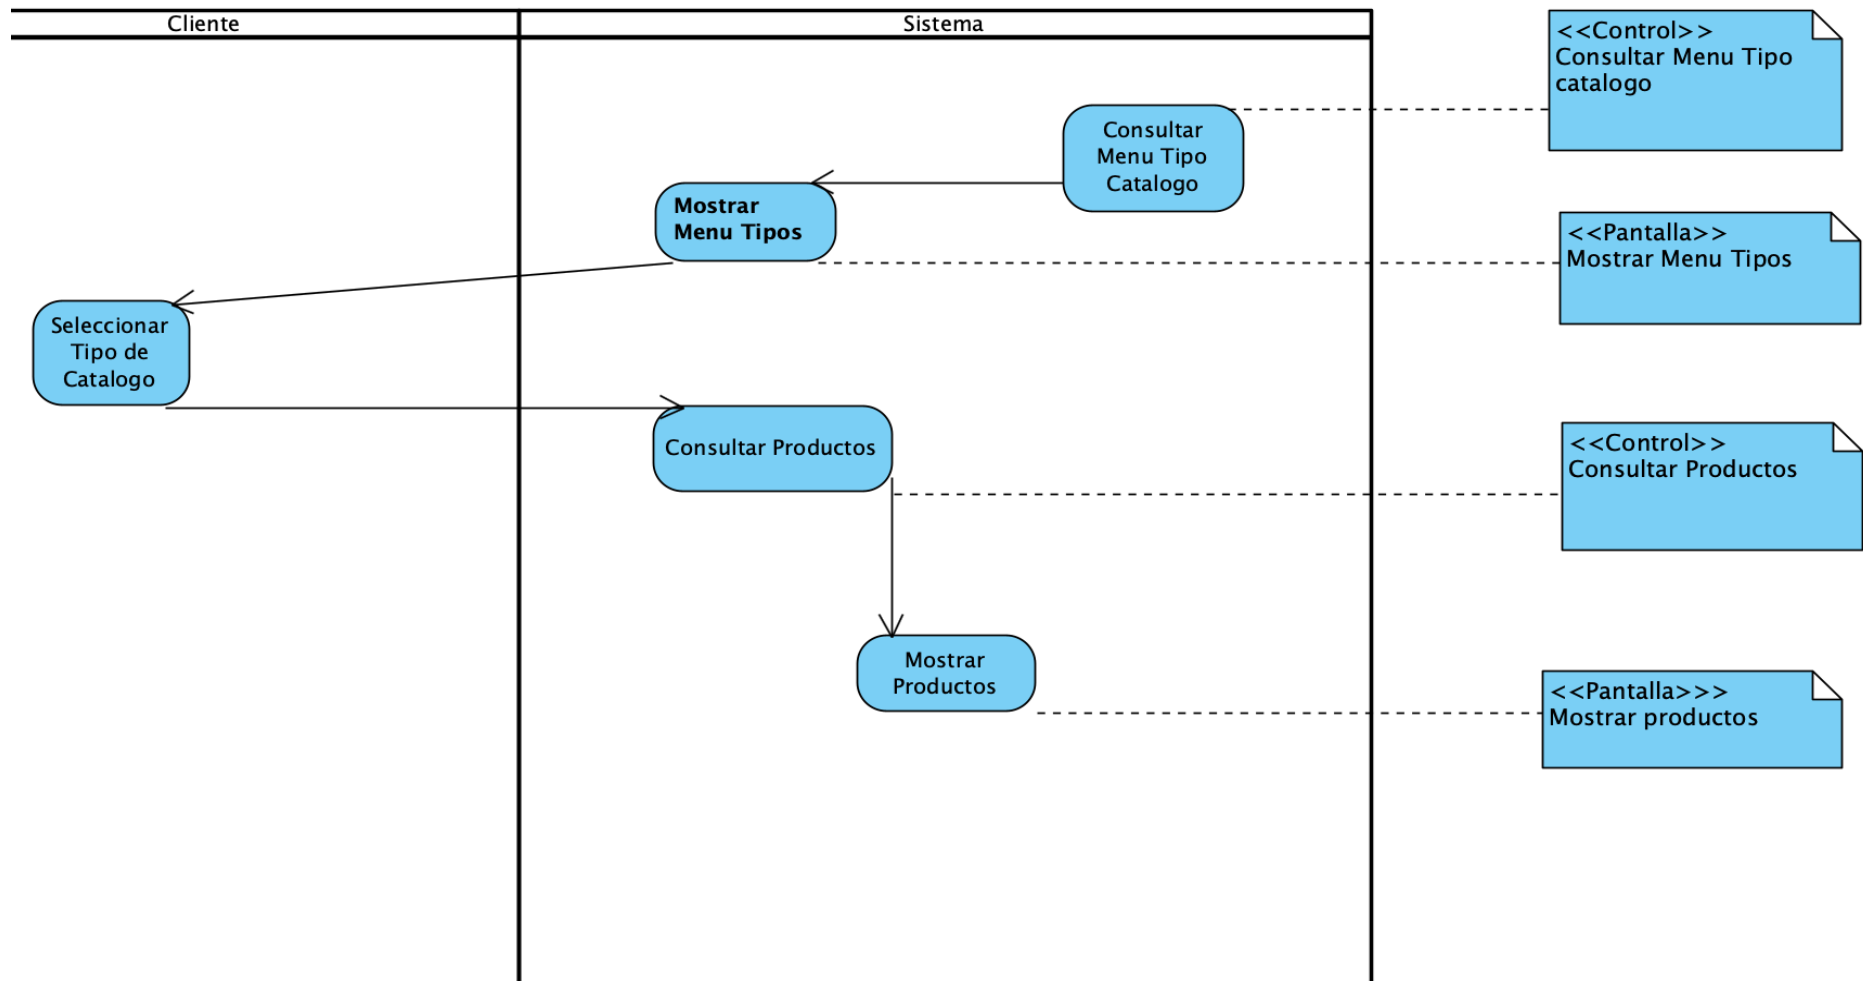 Cliente
Sistema
<<Control>>
Consultar Menu Tipo
catalogo
Consultar
Menu Tipo
Catalogo
Mostrar
Menu Tipos
<<Pantalla>>
Mostrar Menu Tipos
Seleccionar
Tipo de
Catalogo
Consultar Productos
<<Control>>
Consultar Productos
Mostrar
Productos
<<Pantalla>>>
Mostrar productos